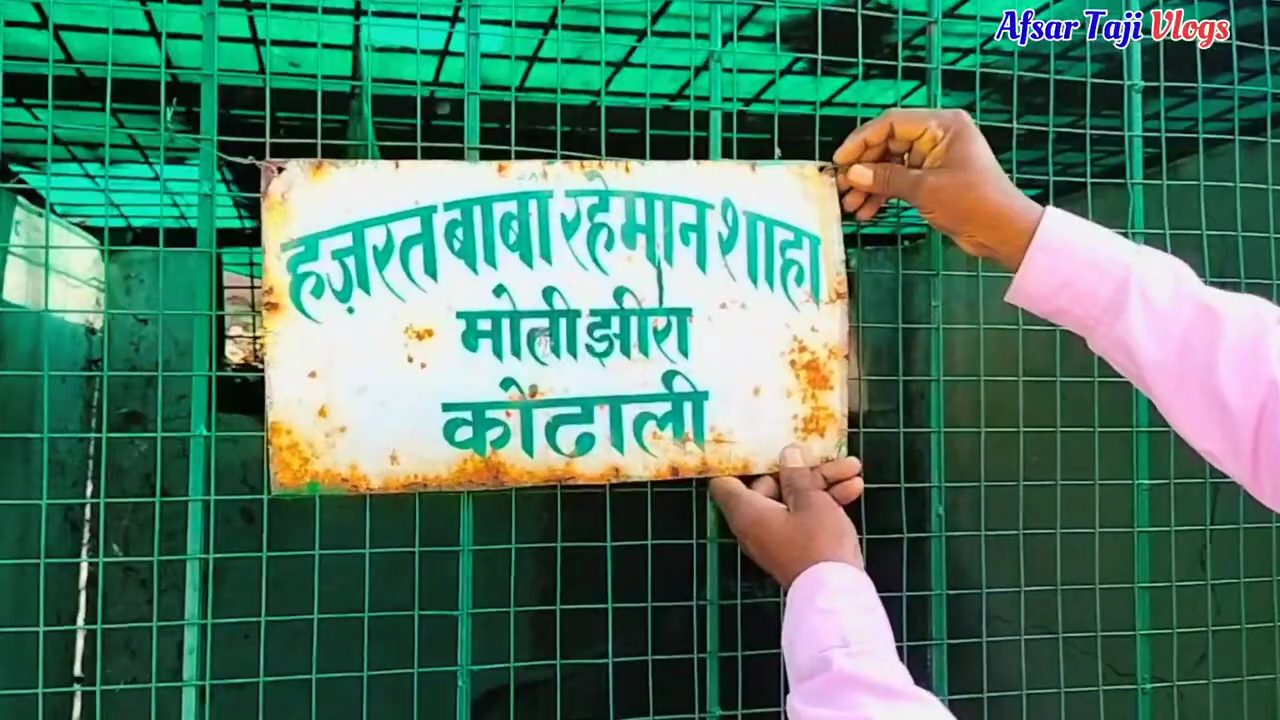 Afsar Taji Vlogs
हज़रत बाबा रहेमान शाहा
मोतीझीरा
कोंढाली